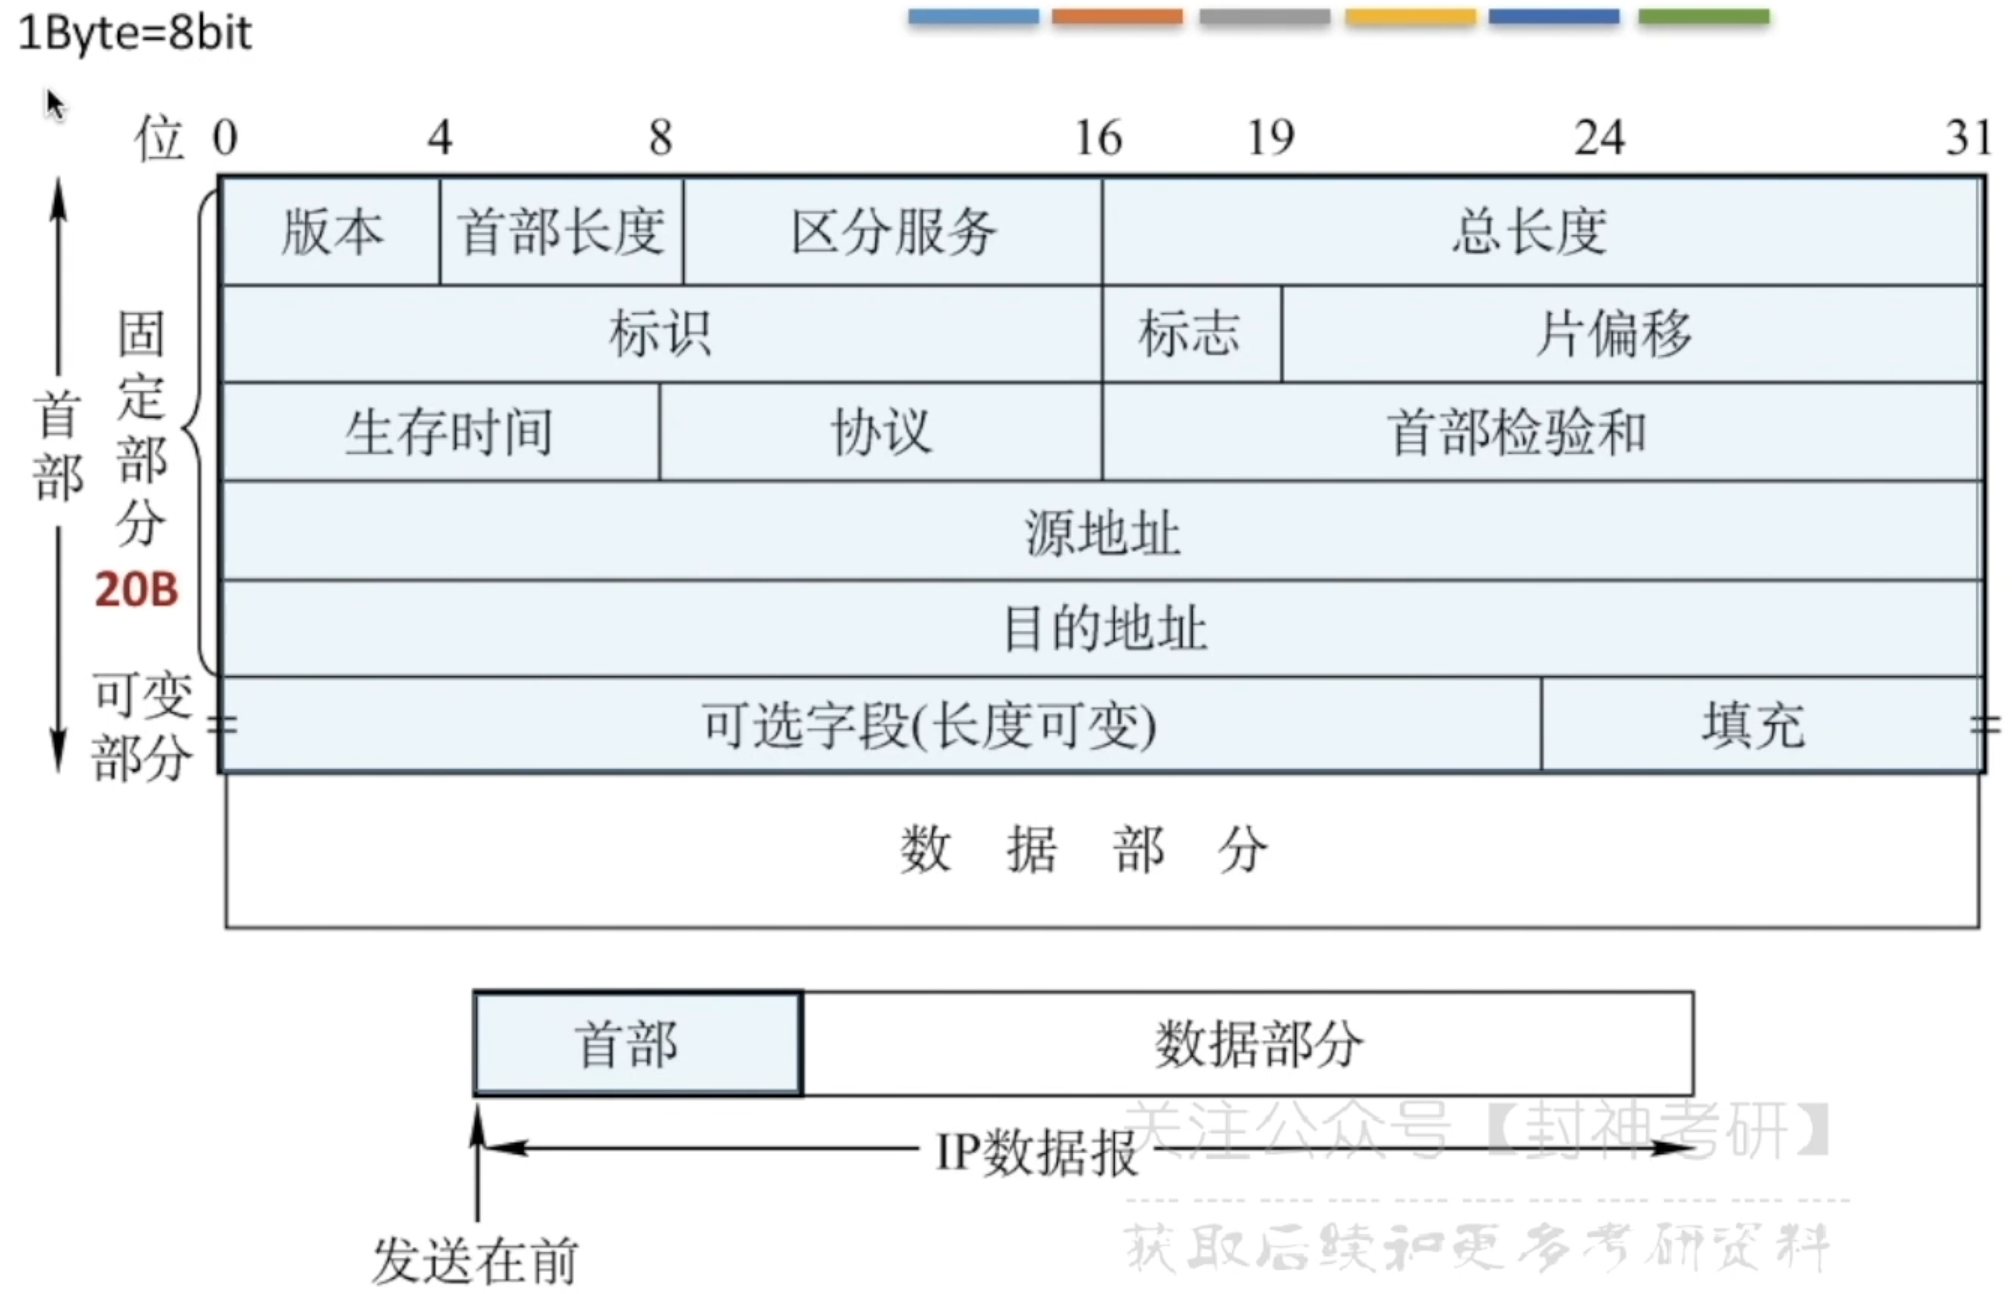 1Byte=8bit
位 0 4 8 16 19 24 31
版本 首部长度 区分服务 总长度
标识 标志 片偏移
生存时间 协议 首部检验和
源地址
目的地址
可选字段(长度可变) 填充
数 据 部 分
首部
固定部分
20B
可变
部分
首部 数据部分
IP数据报
发送在前
关注公众号【封神考研】
获取后续和更多考研资料